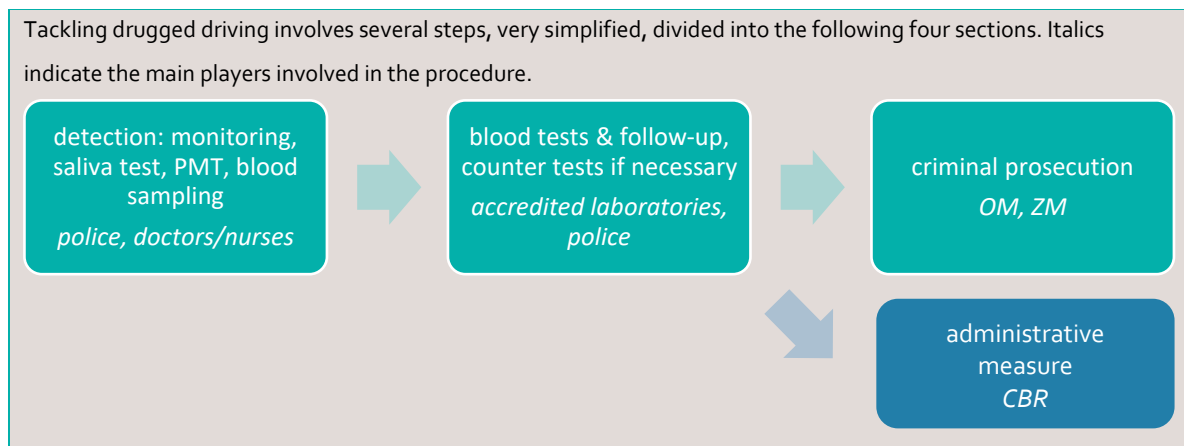 Tackling drugged driving involves several steps, very simplified, divided into the following four sections. Italics
indicate the main players involved in the procedure.
detection: monitoring,
saliva test, PMT, blood
sampling
police, doctors/nurses
blood tests & follow-up,
counter tests if necessary
accredited laboratories,
police
criminal prosecution
OM, ZM
administrative
measure
CBR